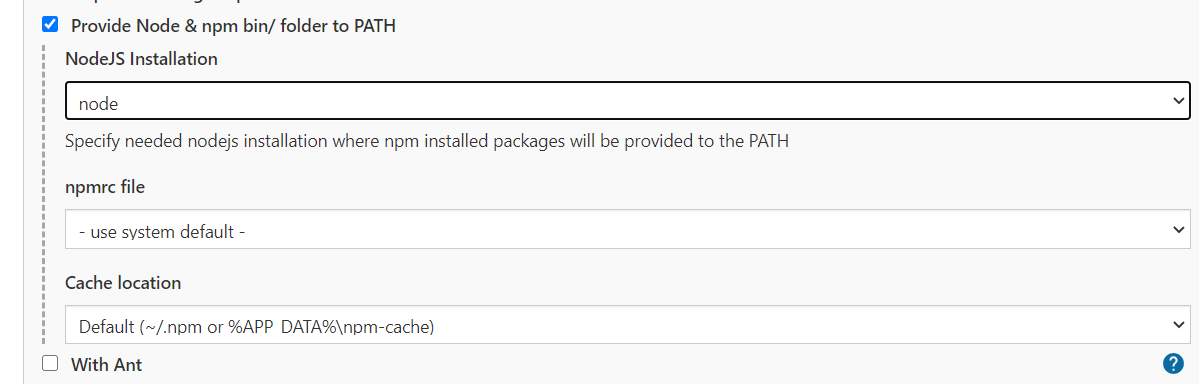 Provide Node & npm bin/ folder to PATH
NodeJS Installation
node
Specify needed nodejs installation where npm installed packages will be provided to the PATH
npmrc file
- use system default -
Cache location
Default (~/.npm or %APP_DATA%\npm-cache)
With Ant
?